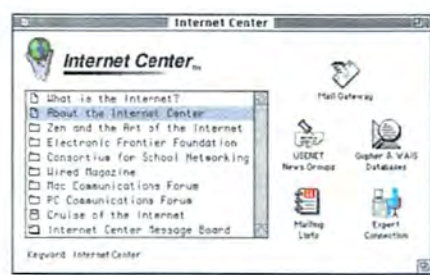 Internet Center
Internet Center™
What is the Internet?
About the Internet Center
Zen and the Art of the Internet
Electronic Frontier Foundation
Consortium for School Networking
Wired Magazine
Mac Communications Forum
PC Communications Forum
Cruise of the Internet
Internet Center Message Board
Mail Gateway
USENET
News Groups
Gopher & WAIS
Databases
Mailing
Lists
Expert
Connection
Keyword: Internet Center